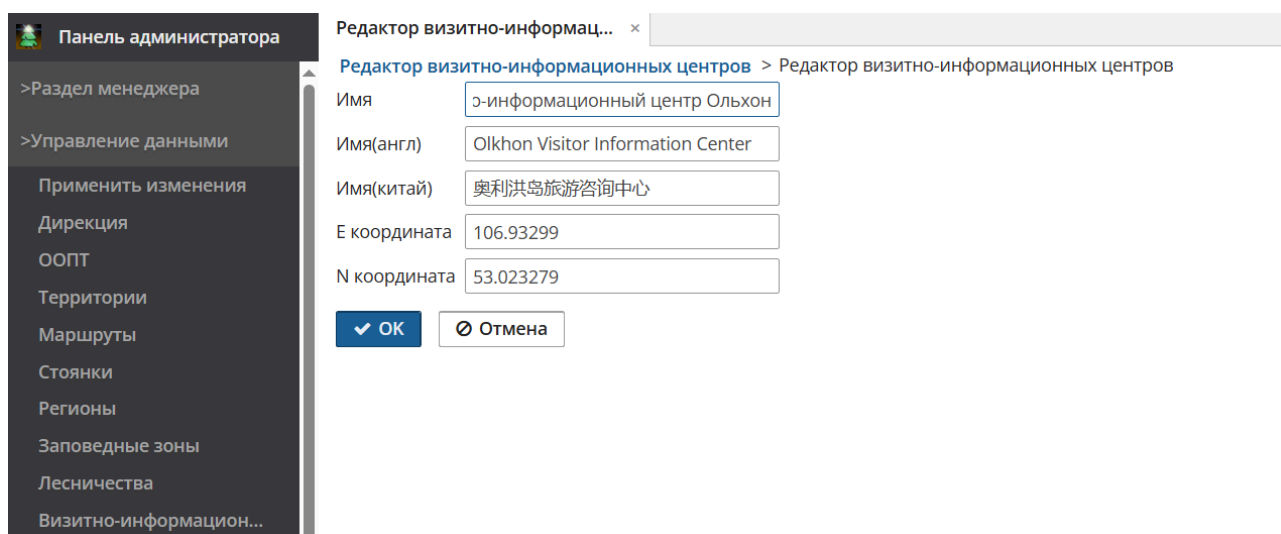 Панель администратора
>Раздел менеджера
>Управление данными
Применить изменения
Дирекция
ООПТ
Территории
Маршруты
Стоянки
Регионы
Заповедные зоны
Лесничества
Визитно-информацион...
Редактор визитно-информац... ×
Редактор визитно-информационных центров > Редактор визитно-информационных центров
Имя о-информационный центр Ольхон
Имя(англ) Olkhon Visitor Information Center
Имя(китай) 奥利洪岛旅游咨询中心
E координата 106.93299
N координата 53.023279
OK Отмена